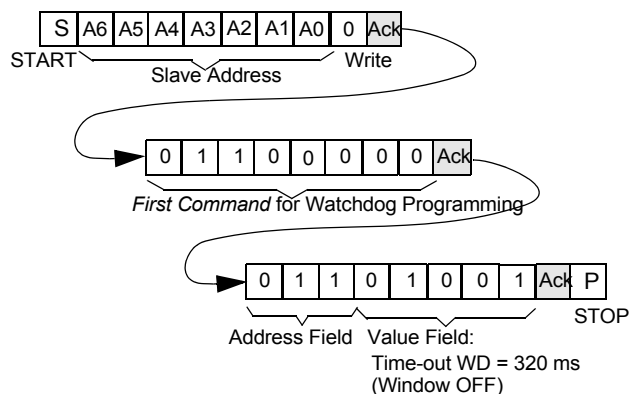 S A6 A5 A4 A3 A2 A1 A0 0 Ack
START Slave Address Write
0 1 1 0 0 0 0 0 Ack
First Command for Watchdog Programming
0 1 1 0 1 0 0 1 Ack P
STOP
Address Field Value Field:
Time-out WD = 320 ms
(Window OFF)